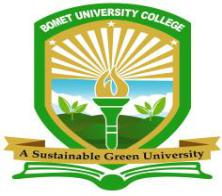 BOMET UNIVERSITY COLLEGE
A Sustainable Green University